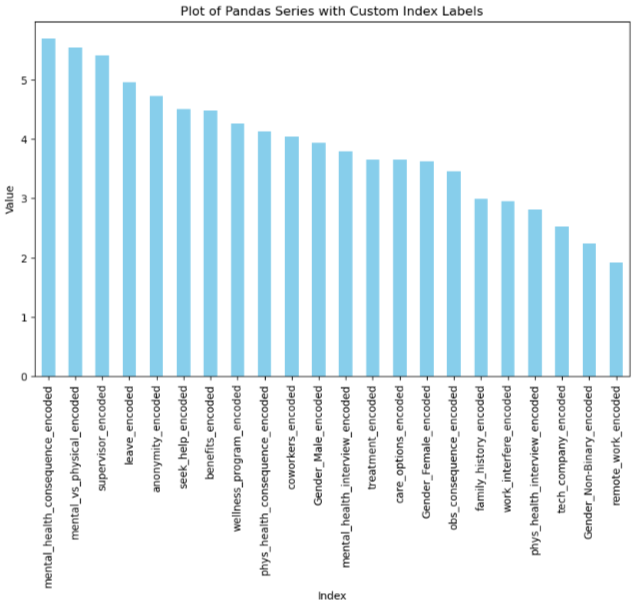 Plot of Pandas Series with Custom Index Labels
Value
5
4
3
2
1
0
mental_health_consequence_encoded
mental_vs_physical_encoded
supervisor_encoded
leave_encoded
anonymity_encoded
seek_help_encoded
benefits_encoded
wellness_program_encoded
phys_health_consequence_encoded
coworkers_encoded
Gender_Male_encoded
mental_health_interview_encoded
treatment_encoded
care_options_encoded
Gender_Female_encoded
obs_consequence_encoded
family_history_encoded
work_interfere_encoded
phys_health_interview_encoded
tech_company_encoded
Gender_Non-Binary_encoded
remote_work_encoded
Index